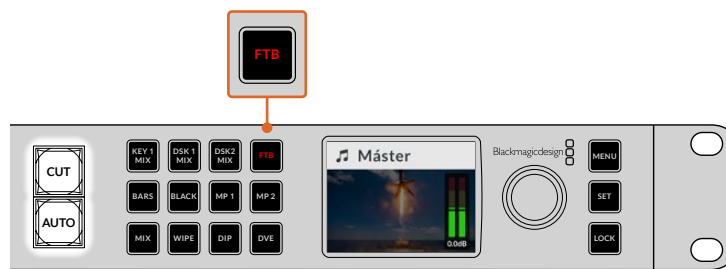 FTB
CUT
AUTO
KEY 1
MIX
DSK 1
MIX
DSK2
MIX
FTB
BARS
BLACK
MP 1
MP 2
MIX
WIPE
DIP
DVE
Máster
0.0dB
Blackmagicdesign
MENU
SET
LOCK